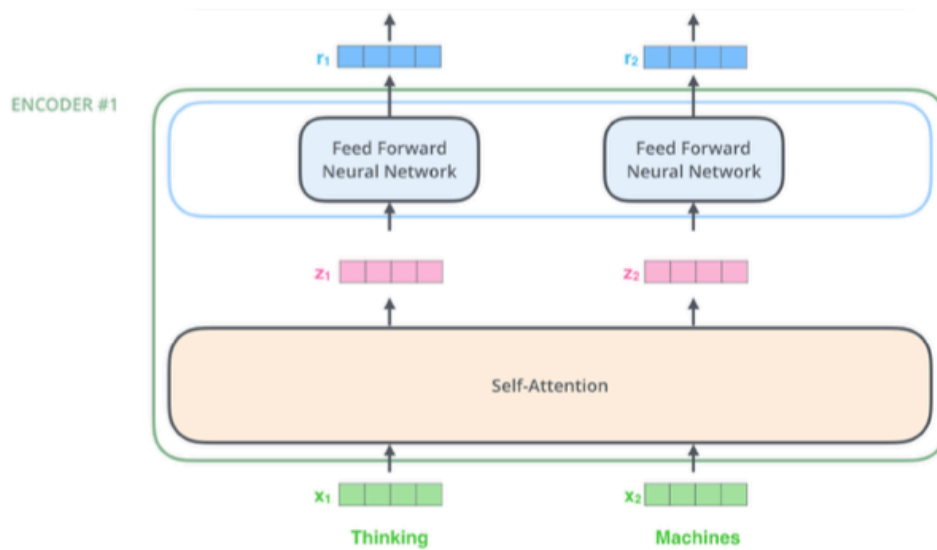 r₁
r₂
ENCODER #1
Feed Forward
Neural Network
Feed Forward
Neural Network
z₁
z₂
Self-Attention
x₁
x₂
Thinking
Machines